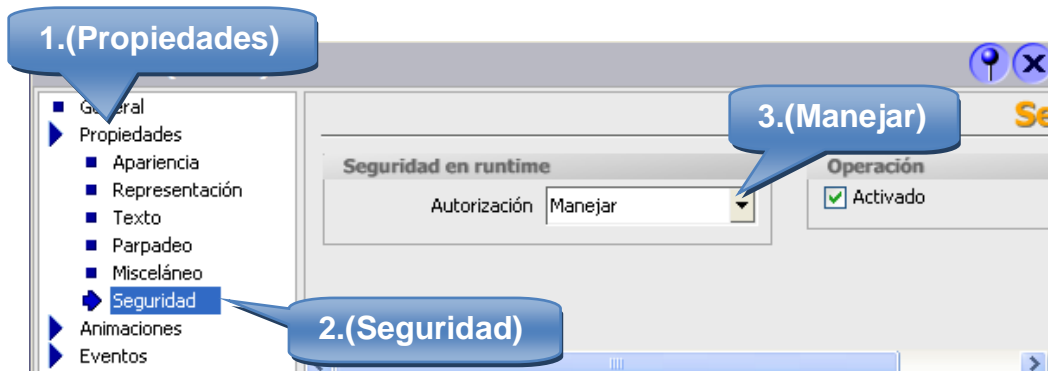 1.(Propiedades)
General
Propiedades
Apariencia
Representación
Texto
Parpadeo
Misceláneo
Seguridad
Animaciones
Eventos
2.(Seguridad)
3.(Manejar)
Se
Seguridad en runtime
Autorización Manejar
Operación
Activado